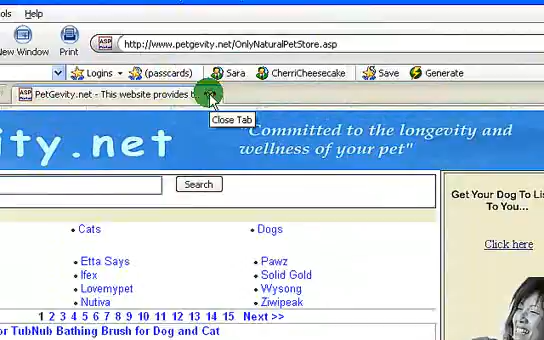 ols Help
New Window Print http://www.petgevity.net/OnlyNaturalPetStore.asp
Logins (passcards) Sara CherriCheesecake Save Generate
PetGevity.net - This website provides
Close Tab
ity.net "Committed to the longevity and
wellness of your pet"
Search
Get Your Dog To Li
To You...
Click here
Cats Dogs
Etta Says Pawz
Ifex Solid Gold
Lovemypet Wysong
Nutiva Ziwipeak
1 2 3 4 5 6 7 8 9 10 11 12 13 14 15 Next >>
or TubNub Bathing Brush for Dog and Cat